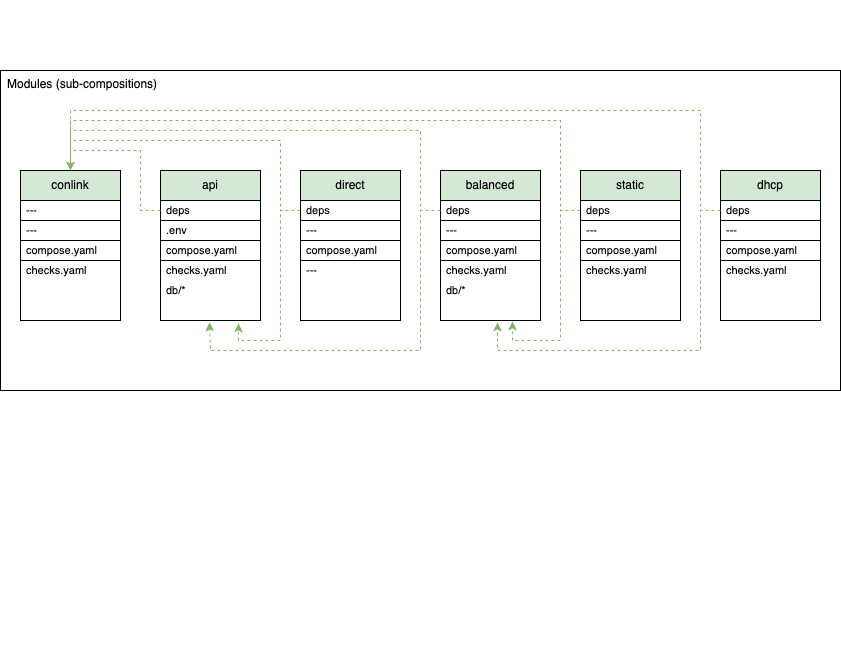 Modules (sub-compositions)
conlink
---
---
compose.yaml
checks.yaml
api
deps
.env
compose.yaml
checks.yaml
db/*
direct
deps
---
compose.yaml
---
balanced
deps
---
compose.yaml
checks.yaml
db/*
static
deps
---
compose.yaml
checks.yaml
dhcp
deps
---
compose.yaml
checks.yaml